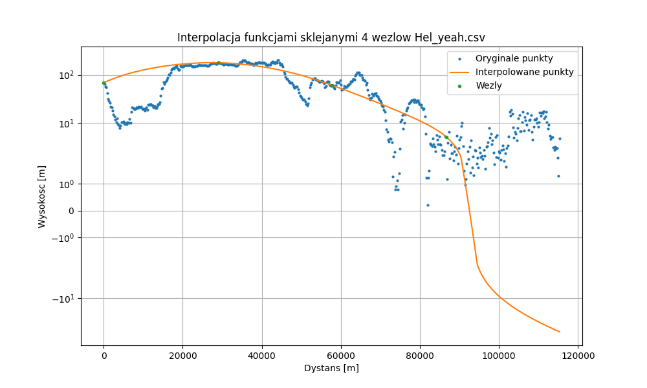 Interpolacja funkcjami sklejanymi 4 wezlow Hel_yeah.csv
Oryginale punkty
Interpolowane punkty
Wezly
Wysokosc [m]
10²
10¹
10⁰
0
−10⁰
−10¹
0
20000
40000
60000
80000
100000
120000
Dystans [m]